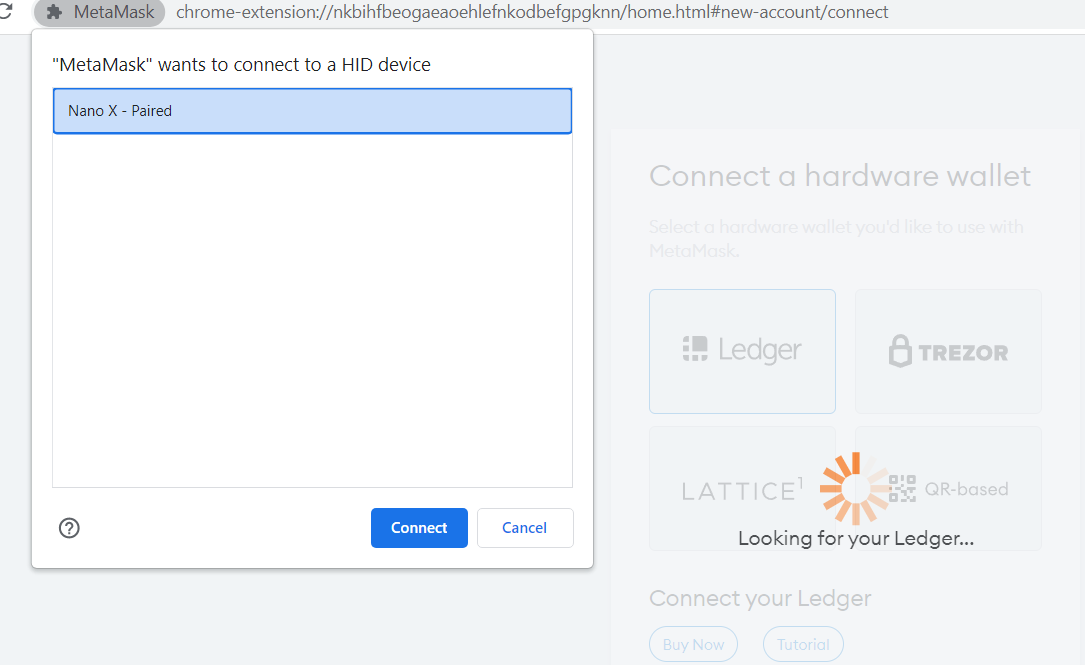 MetaMask chrome-extension://nkbihfbeogaeaoehlefnkodbefgpgknn/home.html#new-account/connect
"MetaMask" wants to connect to a HID device
Nano X - Paired
Connect Cancel
Connect a hardware wallet
Select a hardware wallet you'd like to use with
MetaMask.
Ledger
TREZOR
LATTICE1
QR-based
Looking for your Ledger...
Connect your Ledger
Buy Now Tutorial